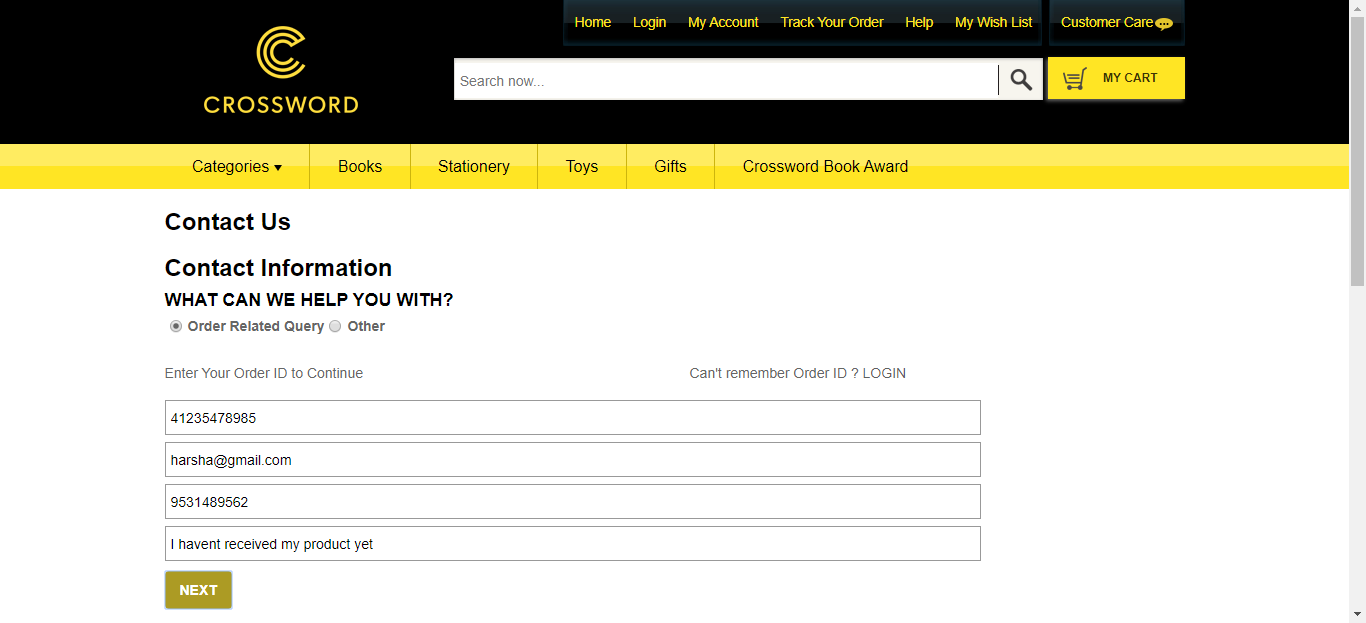 Home Login My Account Track Your Order Help My Wish List Customer Care
CROSSWORD
Search now...
MY CART
Categories Books Stationery Toys Gifts Crossword Book Award
Contact Us
Contact Information
WHAT CAN WE HELP YOU WITH?
Order Related Query Other
Enter Your Order ID to Continue Can't remember Order ID ? LOGIN
41235478985
harsha@gmail.com
9531489562
I havent received my product yet
NEXT